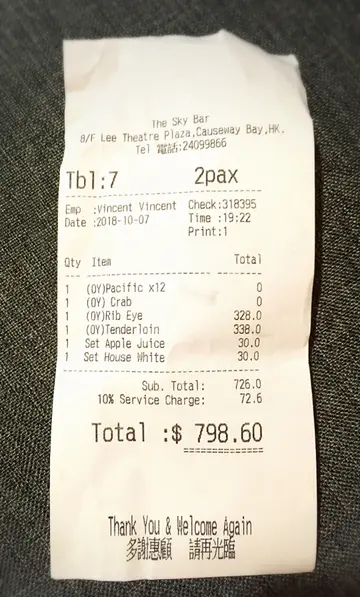 The Sky Bar
8/F Lee Theatre Plaza,Causeway Bay,HK.
Tel 電話:24099866
Tbl:7 2pax
Emp :Vincent Vincent Check:318395
Date :2018-10-07 Time :19:22
Print:1
Qty Item Total
1 (OY)Pacific x12 0
1 (OY) Crab 0
1 (OY)Rib Eye 328.0
1 (OY)Tenderloin 338.0
1 Set Apple Juice 30.0
1 Set House White 30.0
Sub. Total: 726.0
10% Service Charge: 72.6
Total :$ 798.60
Thank You & Welcome Again
多謝惠顧 請再光臨